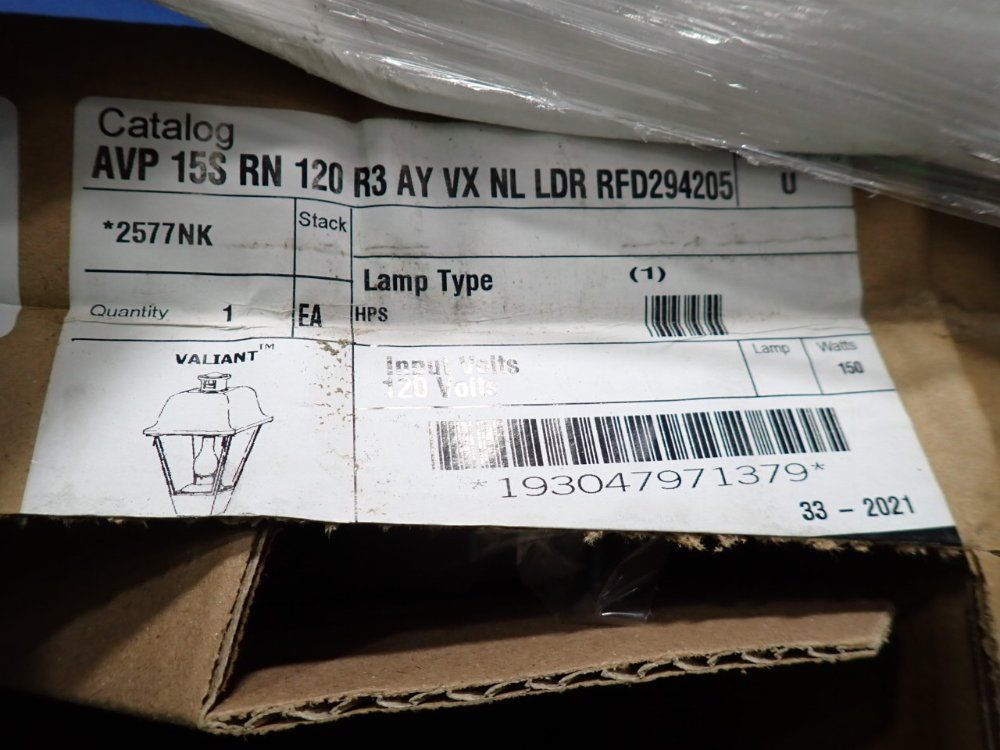 Catalog
AVP 15S RN 120 R3 AY VX NL LDR RFD294205 U
*2577NK
Stack
Lamp Type (1)
Quantity 1 EA HPS
VALIANT™
Input Volts
120 Volts
Lamp
Watts
150
*193047971379*
33 - 2021